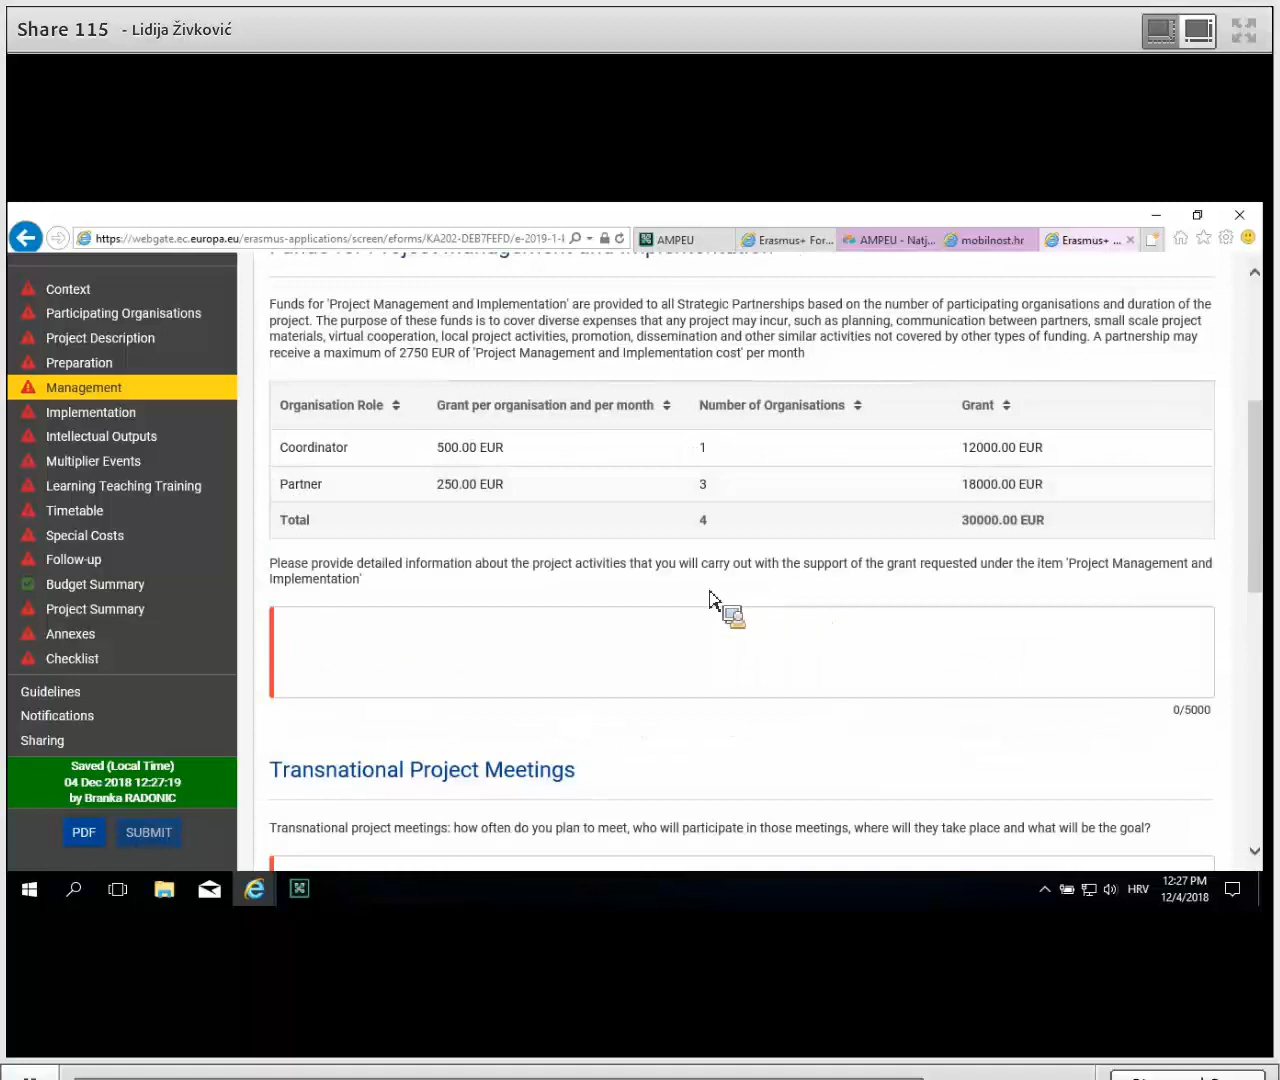 Share 115 - Lidija Živković
https://webgate.ec.europa.eu/erasmus-applications/screen/eforms/KA202-DEB7FEFD/e-2019-1-
AMPEU
Erasmus+ For...
AMPEU - Natj...
mobilnost.hr
Erasmus+ ...
Context
Participating Organisations
Project Description
Preparation
Management
Implementation
Intellectual Outputs
Multiplier Events
Learning Teaching Training
Timetable
Special Costs
Follow-up
Budget Summary
Project Summary
Annexes
Checklist
Guidelines
Notifications
Sharing
Saved (Local Time)
04 Dec 2018 12:27:19
by Branka RADONIC
PDF SUBMIT
Funds for Project Management and Implementation
Funds for 'Project Management and Implementation' are provided to all Strategic Partnerships based on the number of participating organisations and duration of the
project. The purpose of these funds is to cover diverse expenses that any project may incur, such as planning, communication between partners, small scale project
materials, virtual cooperation, local project activities, promotion, dissemination and other similar activities not covered by other types of funding. A partnership may
receive a maximum of 2750 EUR of 'Project Management and Implementation cost' per month
Organisation Role Grant per organisation and per month Number of Organisations Grant
Coordinator 500.00 EUR 1 12000.00 EUR
Partner 250.00 EUR 3 18000.00 EUR
Total 4 30000.00 EUR
Please provide detailed information about the project activities that you will carry out with the support of the grant requested under the item 'Project Management and
Implementation'
0/5000
Transnational Project Meetings
Transnational project meetings: how often do you plan to meet, who will participate in those meetings, where will they take place and what will be the goal?
HRV
12:27 PM
12/4/2018